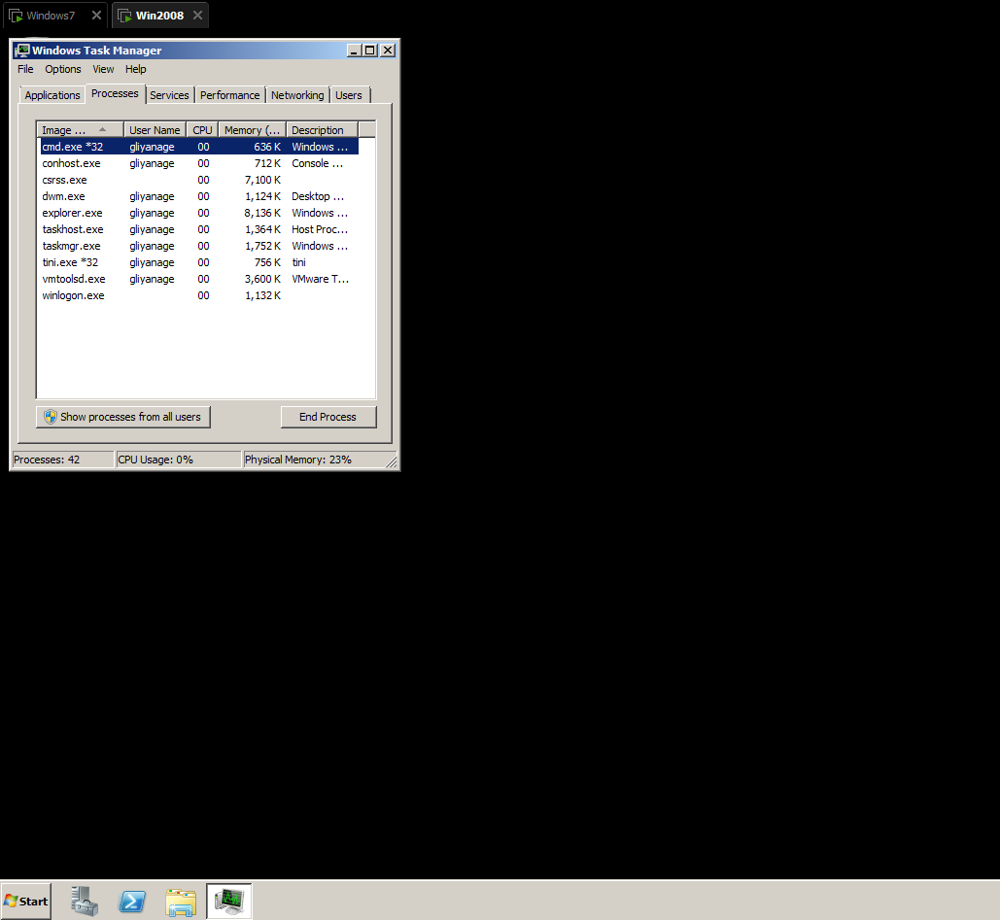 Windows7 Win2008
Windows Task Manager
File Options View Help
Applications Processes Services Performance Networking Users
Image ... User Name CPU Memory (... Description
cmd.exe *32 gliyanage 00 636 K Windows ...
conhost.exe gliyanage 00 712 K Console ...
csrss.exe 00 7,100 K
dwm.exe gliyanage 00 1,124 K Desktop ...
explorer.exe gliyanage 00 8,136 K Windows ...
taskhost.exe gliyanage 00 1,364 K Host Proc...
taskmgr.exe gliyanage 00 1,752 K Windows ...
tini.exe *32 gliyanage 00 756 K tini
vmtoolsd.exe gliyanage 00 3,600 K VMware T...
winlogon.exe 00 1,132 K
Show processes from all users End Process
Processes: 42 CPU Usage: 0% Physical Memory: 23%
Start